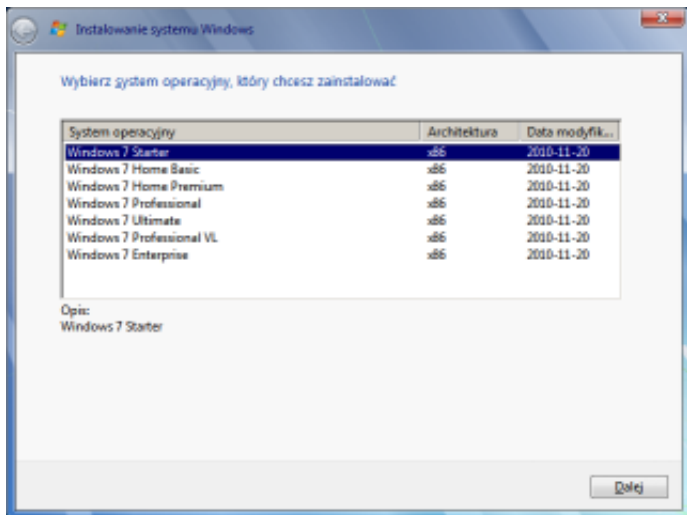 Instalowanie systemu Windows
Wybierz system operacyjny, który chcesz zainstalować
System operacyjny Architektura Data modyfik...
Windows 7 Starter x86 2010-11-20
Windows 7 Home Basic x86 2010-11-20
Windows 7 Home Premium x86 2010-11-20
Windows 7 Professional x86 2010-11-20
Windows 7 Ultimate x86 2010-11-20
Windows 7 Professional VL x86 2010-11-20
Windows 7 Enterprise x86 2010-11-20
Opis:
Windows 7 Starter
Dalej